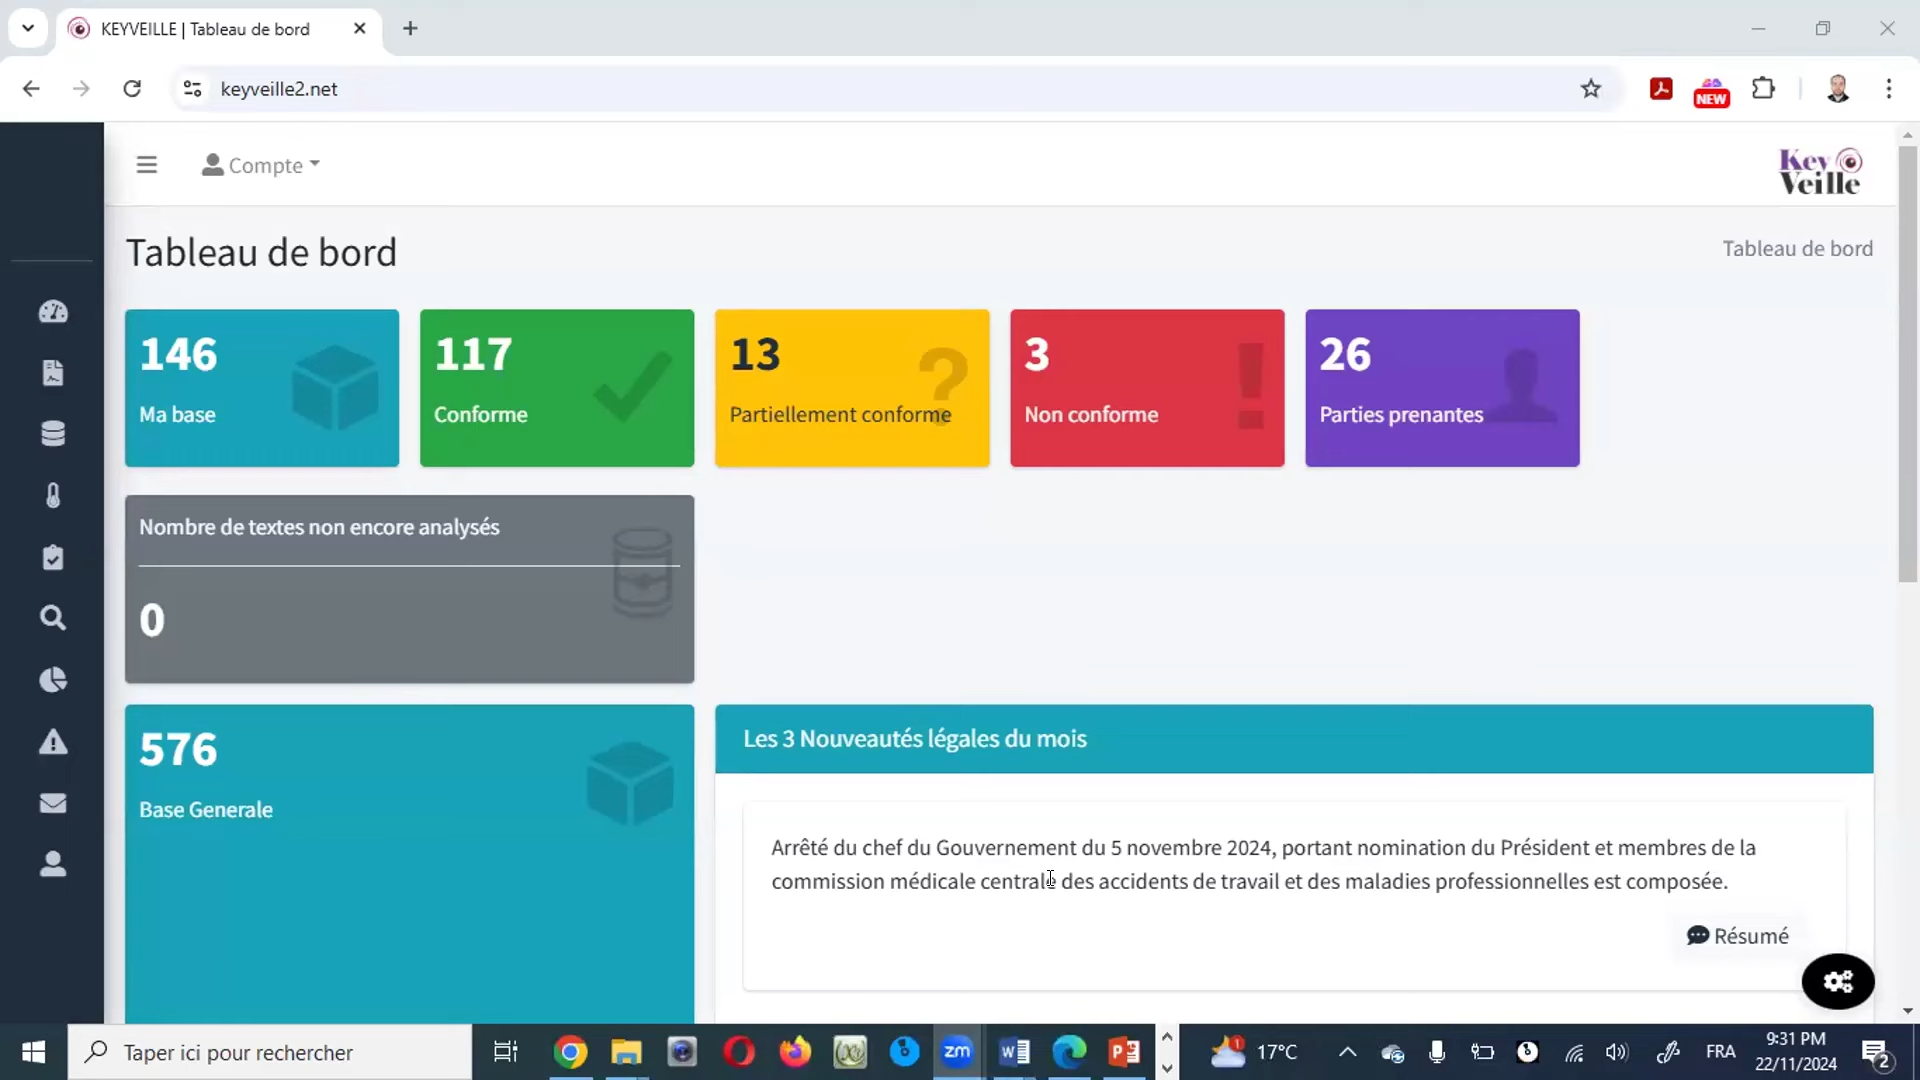 KEYVEILLE | Tableau de bord
keyveille2.net
NEW
Compte
Key
Veille
Tableau de bord
Tableau de bord
146
Ma base
117
Conforme
13
Partiellement conforme
3
Non conforme
26
Parties prenantes
Nombre de textes non encore analysés
0
576
Base Generale
Les 3 Nouveautés légales du mois
Arrêté du chef du Gouvernement du 5 novembre 2024, portant nomination du Président et membres de la
commission médicale centrale des accidents de travail et des maladies professionnelles est composée.
Résumé
Taper ici pour rechercher
zm
17°C
FRA
9:31 PM
22/11/2024
2